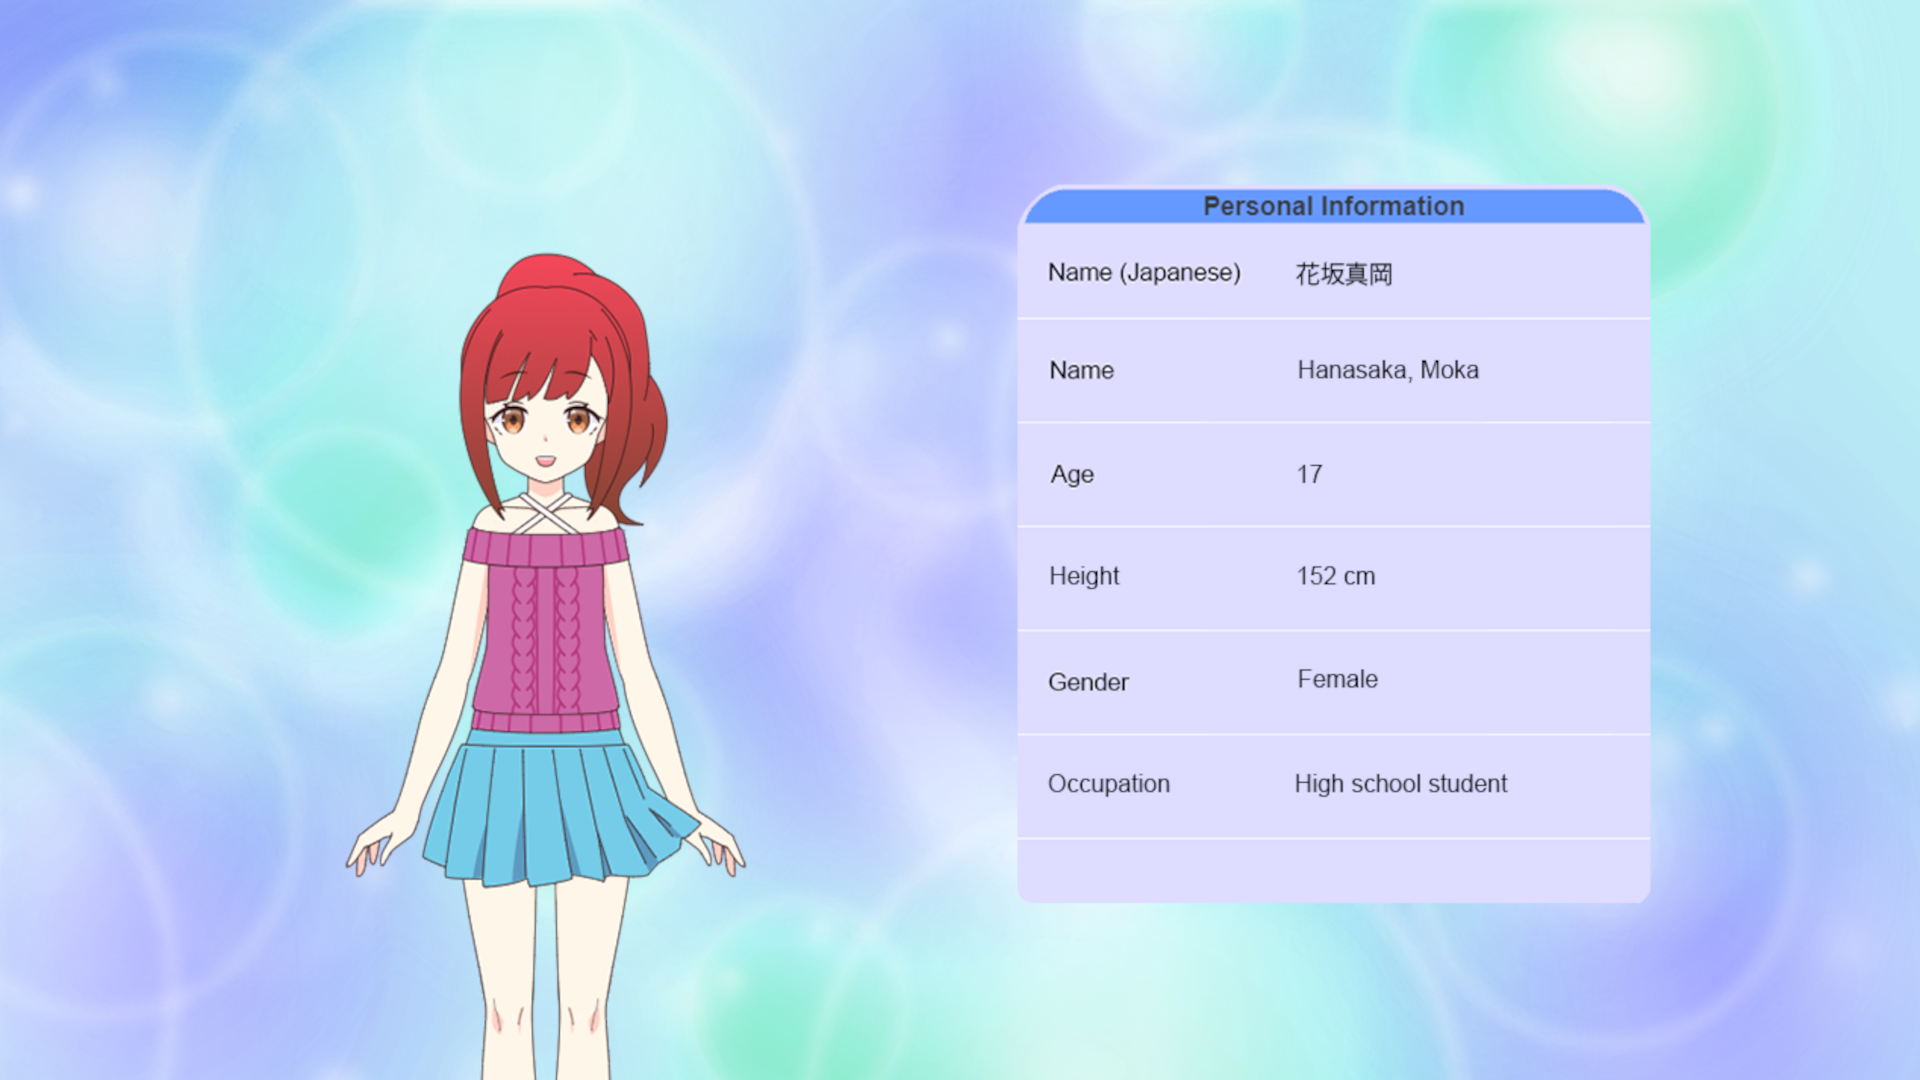 Personal Information
Name (Japanese) 花坂真岡
Name Hanasaka, Moka
Age 17
Height 152 cm
Gender Female
Occupation High school student